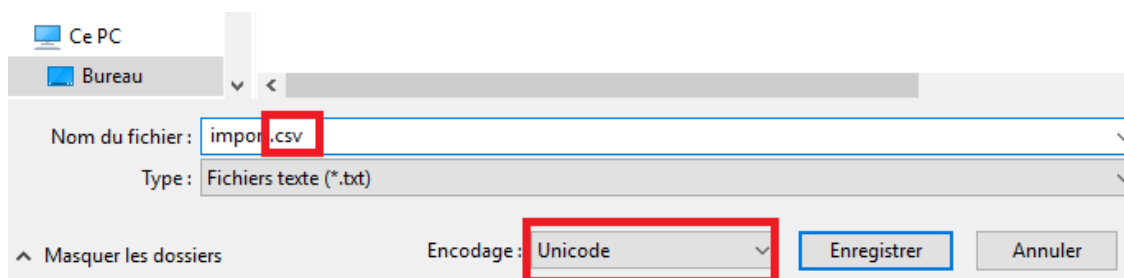 Ce PC
Bureau
Nom du fichier : impor.csv
Type : Fichiers texte (*.txt)
Masquer les dossiers Encodage : Unicode Enregistrer Annuler